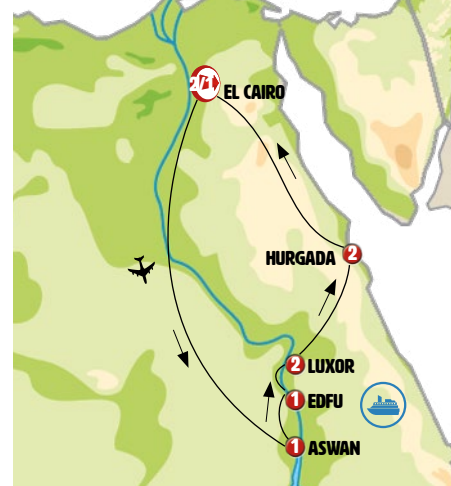 2/1 EL CAIRO
HURGADA 2
2 LUXOR
1 EDFU
1 ASWAN